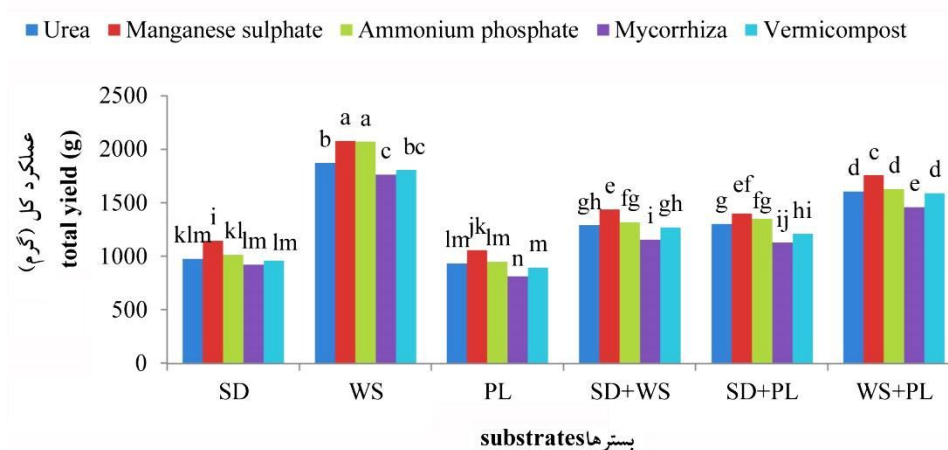 Urea Manganese sulphate Ammonium phosphate Mycorrhiza Vermicompost
عملکرد کل (گرم)
total yield (g)
2500
2000
1500
1000
500
0
klm i kl lm lm
b a a c bc
lm jk lm n m
gh e fg i gh
g ef fg ij hi
d c d e d
SD WS PL SD+WS SD+PL WS+PL
substratesبسترها